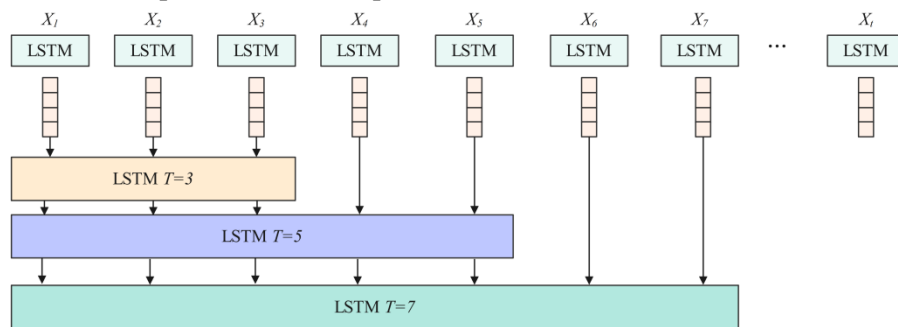 X₁ X₂ X₃ X₄ X₅ X₆ X₇ Xₜ
LSTM LSTM LSTM LSTM LSTM LSTM LSTM ... LSTM
LSTM T=3
LSTM T=5
LSTM T=7